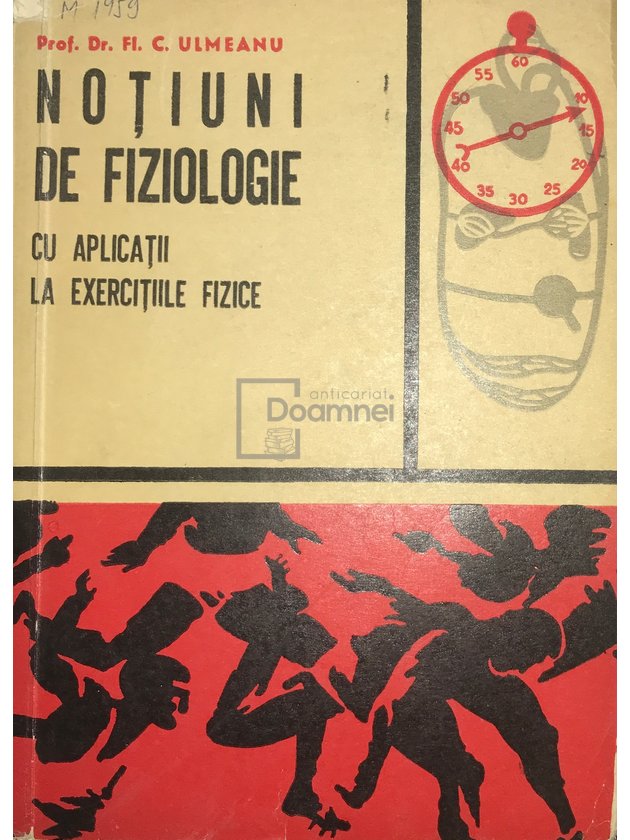 M 1959
Prof. Dr. Fl. C. ULMEANU
NOȚIUNI
DE FIZIOLOGIE
CU APLICAȚII
LA EXERCIȚIILE FIZICE
60
55
50
45
40
35
30
25
20
15
10
anticariat
Doamnei